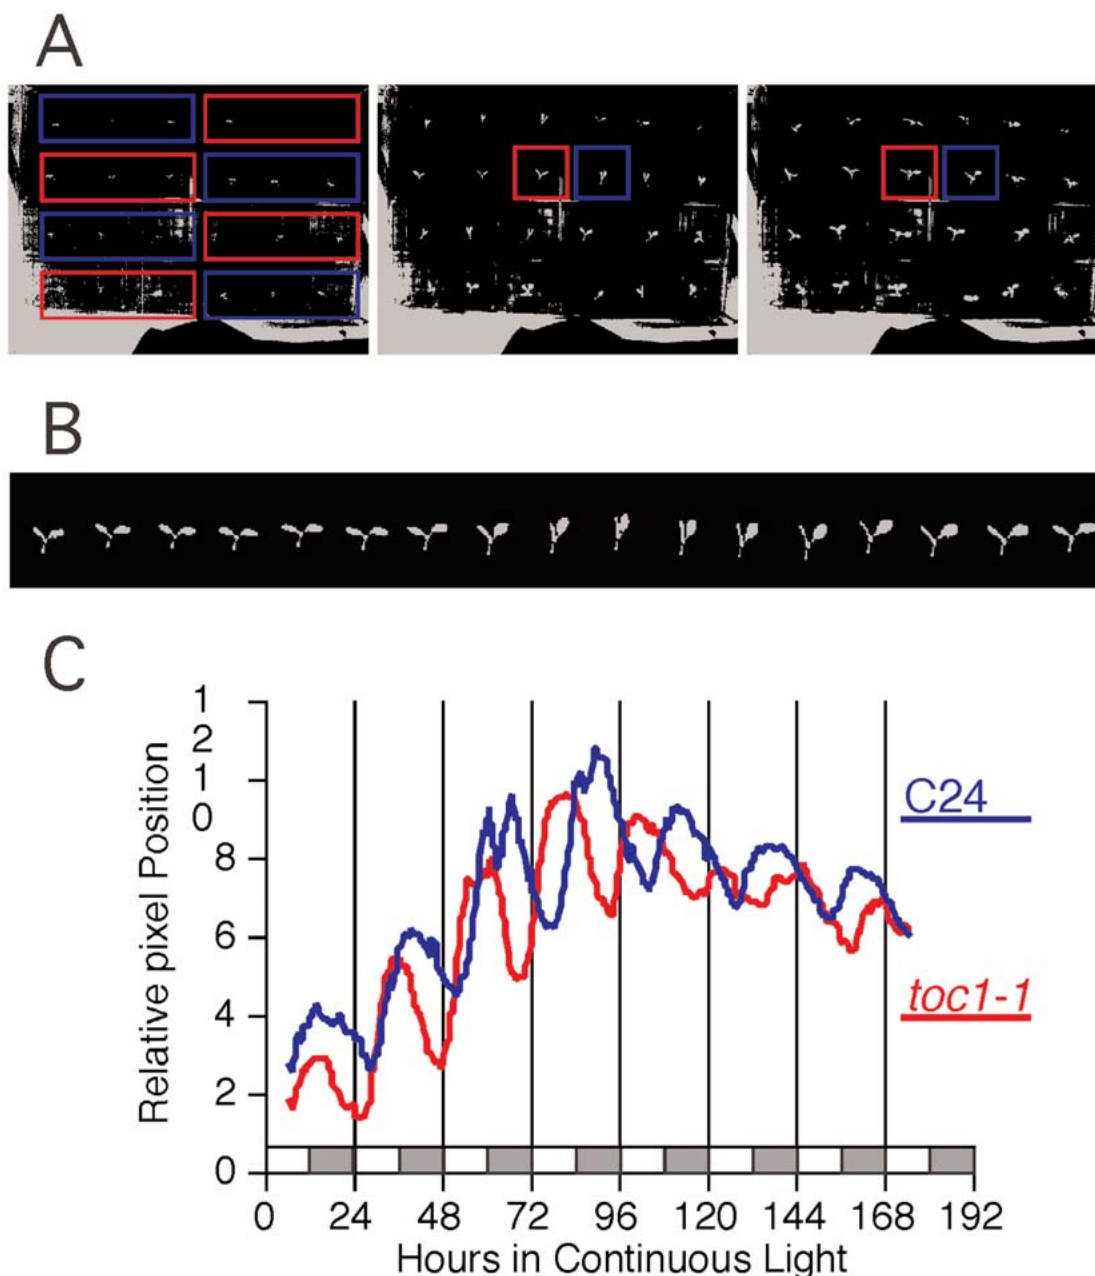 A
B
C
Relative pixel Position
1
2
1
0
8
6
4
2
0
C24
toc1-1
0 24 48 72 96 120 144 168 192
Hours in Continuous Light